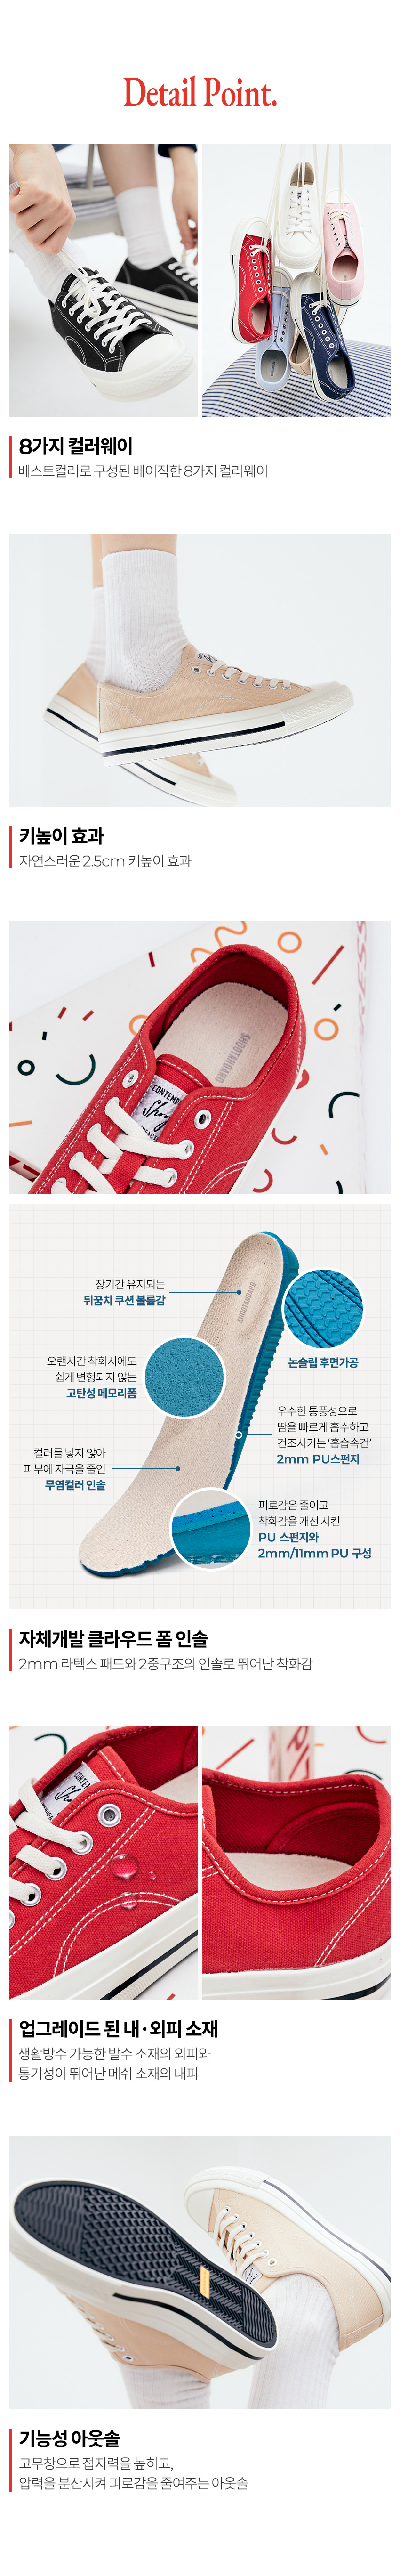 Detail Point.
8가지 컬러웨이
베스트컬러로 구성된 베이직한 8가지 컬러웨이
키높이 효과
자연스러운 2.5cm 키높이 효과
SHOOTANDARD
CONTEMP
장기간 유지되는
뒤꿈치 쿠션 볼륨감
논슬립 후면가공
오랜시간 착화시에도
쉽게 변형되지 않는
고탄성 메모리폼
우수한 통풍성으로
땀을 빠르게 흡수하고
건조시키는 '흡습속건'
2mm PU스펀지
컬러를 넣지 않아
피부에 자극을 줄인
무염컬러 인솔
피로감은 줄이고
착화감을 개선 시킨
PU 스펀지와
2mm/11mm PU 구성
자체개발 클라우드 폼 인솔
2mm 라텍스 패드와 2중구조의 인솔로 뛰어난 착화감
업그레이드 된 내·외피 소재
생활방수 가능한 발수 소재의 외피와
통기성이 뛰어난 메쉬 소재의 내피
기능성 아웃솔
고무창으로 접지력을 높히고,
압력을 분산시켜 피로감을 줄여주는 아웃솔